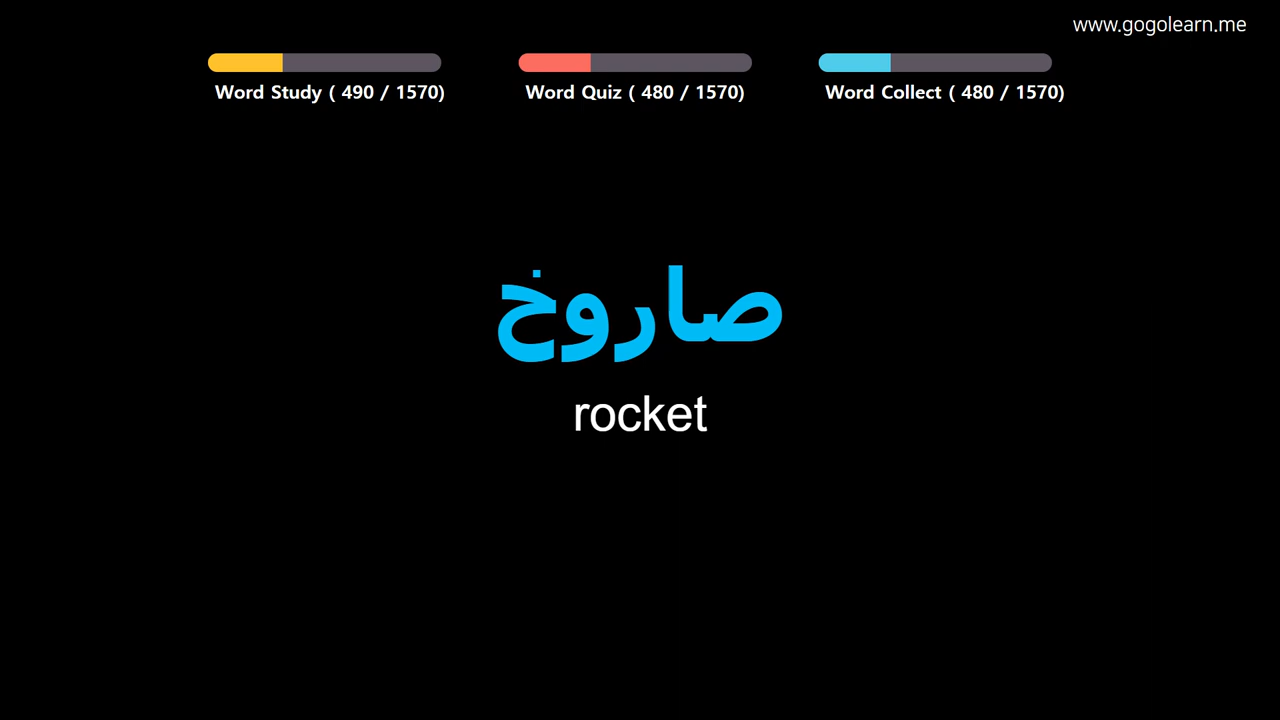 www.gogolearn.me
Word Study ( 490 / 1570)
Word Quiz ( 480 / 1570)
Word Collect ( 480 / 1570)
صاروخ
rocket